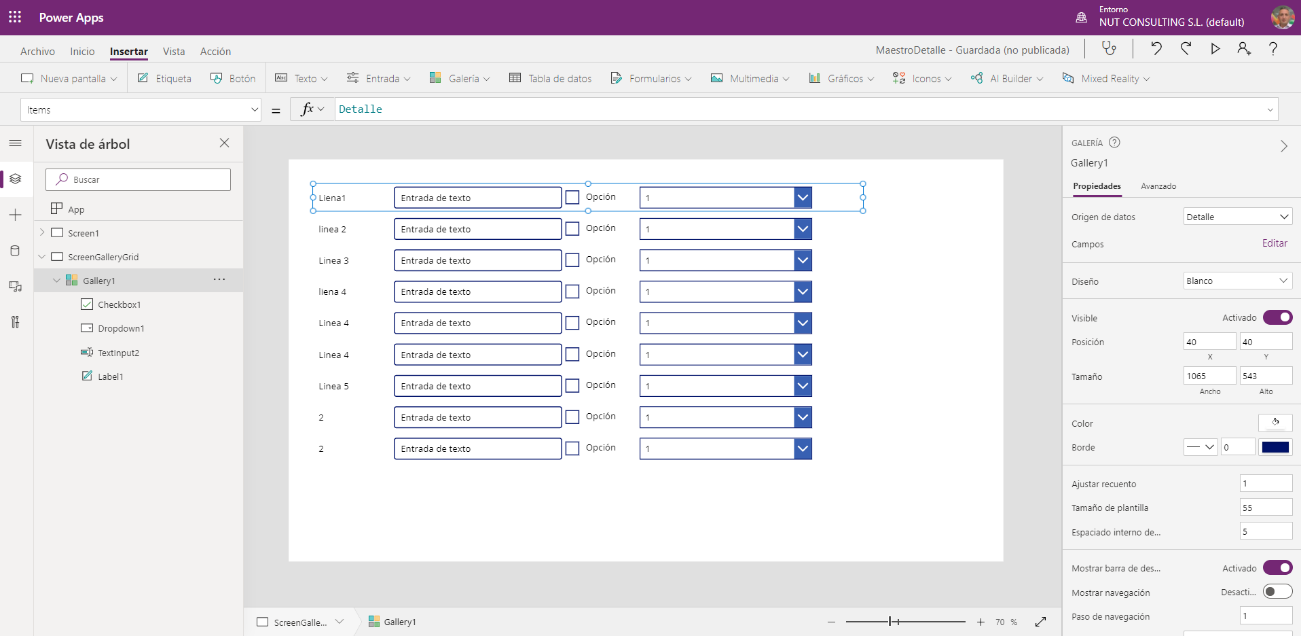 Power Apps
Entorno
NUT CONSULTING S.L. (default)
Archivo Inicio Insertar Vista Acción
MaestroDetalle - Guardada (no publicada)
Nueva pantalla Etiqueta Botón Texto Entrada Galería Tabla de datos Formularios Multimedia Gráficos Iconos AI Builder Mixed Reality
Items = fx Detalle
Vista de árbol
Buscar
App
Screen1
ScreenGalleryGrid
Gallery1 ...
Checkbox1
Dropdown1
TextInput2
Label1
Liena1 Entrada de texto Opción 1
linea 2 Entrada de texto Opción 1
Linea 3 Entrada de texto Opción 1
liena 4 Entrada de texto Opción 1
Linea 4 Entrada de texto Opción 1
Linea 4 Entrada de texto Opción 1
Linea 5 Entrada de texto Opción 1
2 Entrada de texto Opción 1
2 Entrada de texto Opción 1
ScreenGalle... Gallery1
70 %
GALERÍA
Gallery1
Propiedades Avanzado
Origen de datos Detalle
Campos Editar
Diseño Blanco
Visible Activado
Posición 40 40
X Y
Tamaño 1065 543
Ancho Alto
Color
Borde 0
Ajustar recuento 1
Tamaño de plantilla 55
Espaciado interno de... 5
Mostrar barra de des... Activado
Mostrar navegación Desacti...
Paso de navegación 1